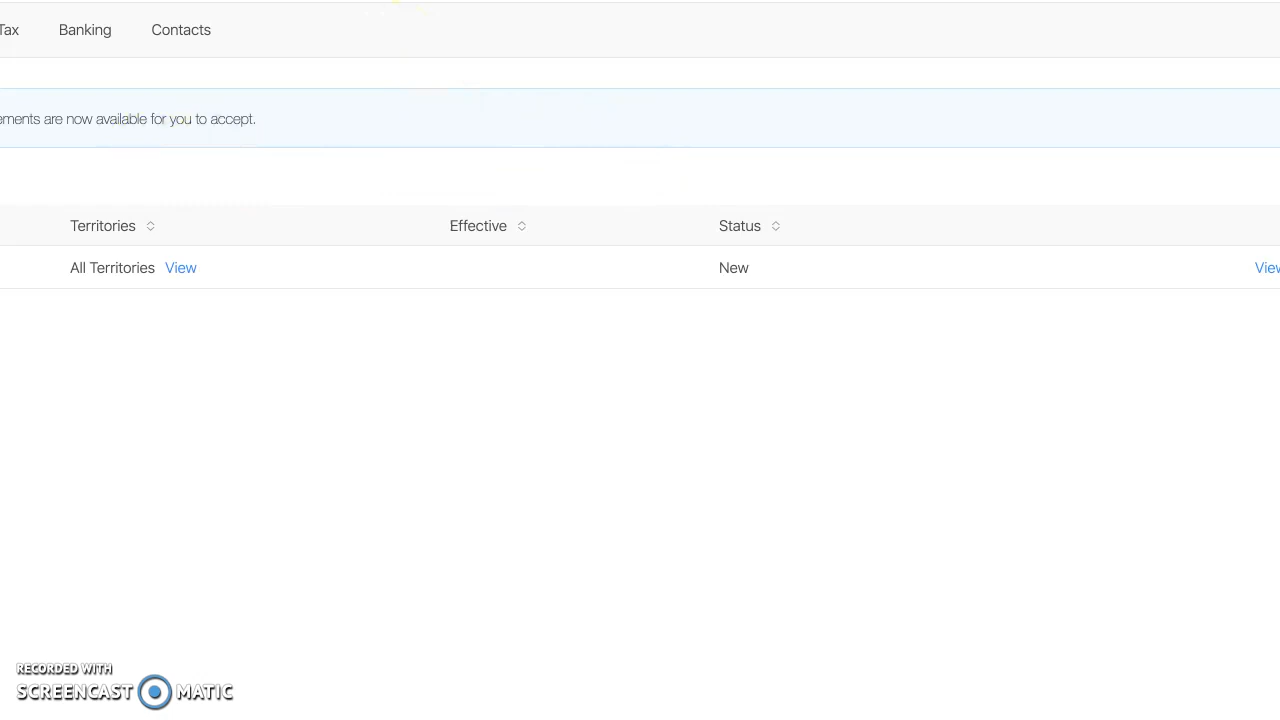 Tax Banking Contacts
ements are now available for you to accept.
Territories Effective Status
All Territories View New View
RECORDED WITH
SCREENCAST MATIC